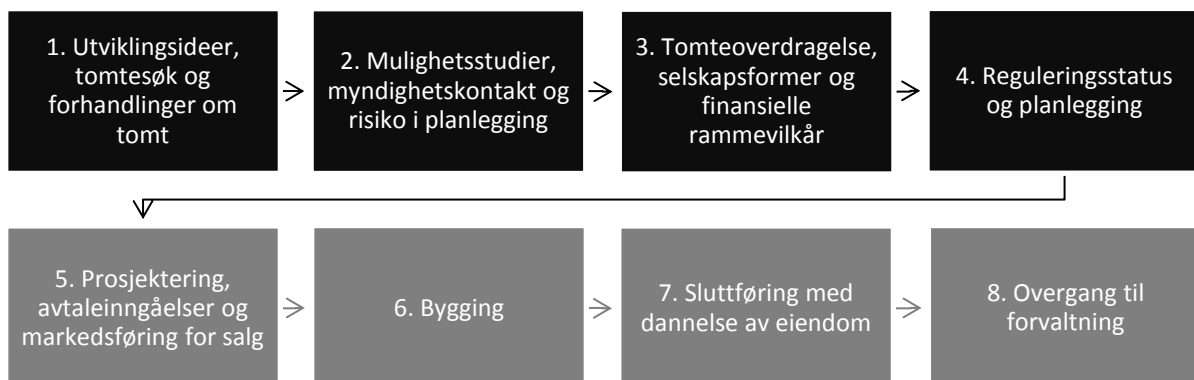 1. Utviklingsideer,
tomtesøk og
forhandlinger om
tomt
2. Mulighetsstudier,
myndighetskontakt og
risiko i planlegging
3. Tomteoverdragelse,
selskapsformer og
finansielle
rammevilkår
4. Reguleringsstatus
og planlegging
5. Prosjektering,
avtaleinngåelser og
markedsføring for salg
6. Bygging
7. Sluttføring med
dannelse av eiendom
8. Overgang til
forvaltning